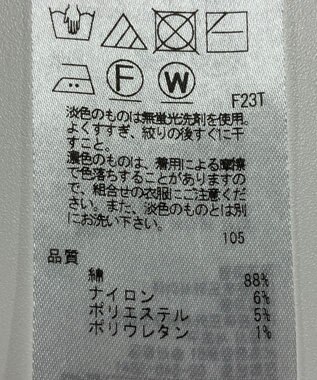 F W
F23T
淡色のものは無蛍光洗剤を使用。
よくすすぎ、絞りの後すぐに干
すこと。
濃色のものは、着用による摩擦
で色落ちすることがありますの
で、組合せの衣服にご注意くだ
さい。また、淡色のものとは別
にお洗い下さい。
105
品質
綿 88%
ナイロン 6%
ポリエステル 5%
ポリウレタン 1%